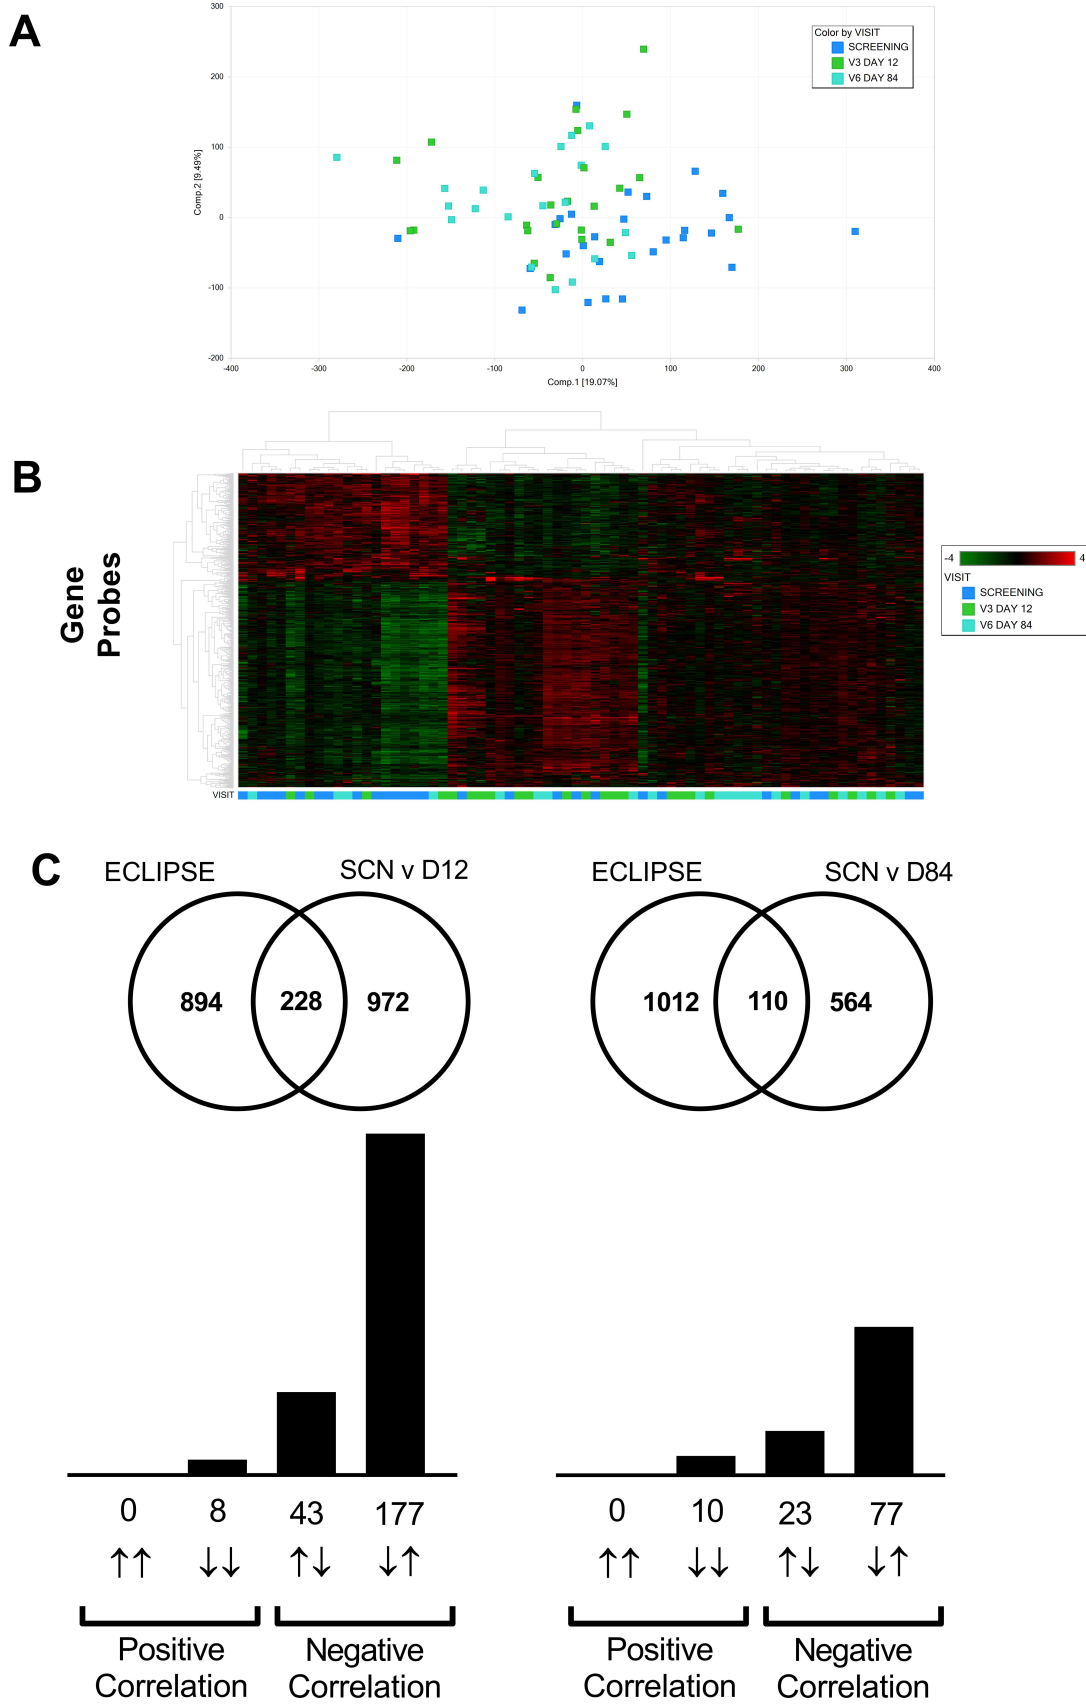 A
300
200
100
0
-100
-200
Comp.2 [9.49%]
-400 -300 -200 -100 0 100 200 300 400
Comp.1 [19.07%]
Color by VISIT
SCREENING
V3 DAY 12
V6 DAY 84
B
Gene
Probes
VISIT
-4 4
VISIT
SCREENING
V3 DAY 12
V6 DAY 84
C
ECLIPSE SCN v D12
894 228 972
ECLIPSE SCN v D84
1012 110 564
0 8 43 177
↑↑ ↓↓ ↑↓ ↓↑
Positive
Correlation
Negative
Correlation
0 10 23 77
↑↑ ↓↓ ↑↓ ↓↑
Positive
Correlation
Negative
Correlation